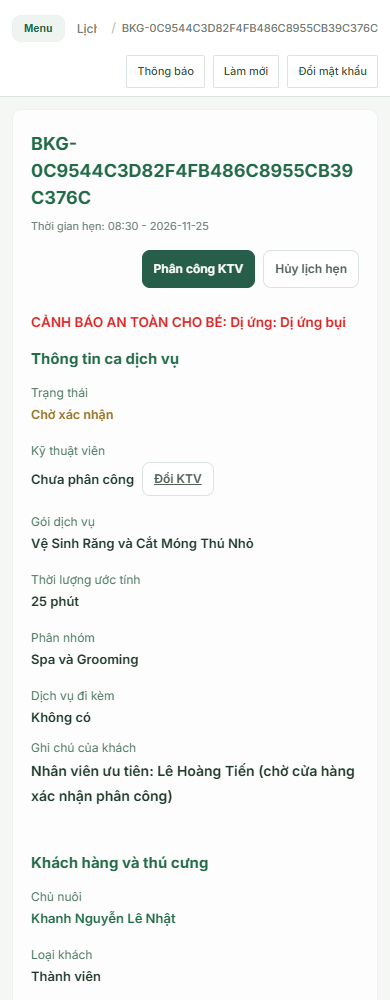 Menu
Lịch / BKG-0C9544C3D82F4FB486C8955CB39C376C
Thông báo
Làm mới
Đổi mật khẩu
BKG-
0C9544C3D82F4FB486C8955CB39
C376C
Thời gian hẹn: 08:30 - 2026-11-25
Phân công KTV
Hủy lịch hẹn
CẢNH BÁO AN TOÀN CHO BÉ: Dị ứng: Dị ứng bụi
Thông tin ca dịch vụ
Trạng thái
Chờ xác nhận
Kỹ thuật viên
Chưa phân công
Đổi KTV
Gói dịch vụ
Vệ Sinh Răng và Cắt Móng Thú Nhỏ
Thời lượng ước tính
25 phút
Phân nhóm
Spa và Grooming
Dịch vụ đi kèm
Không có
Ghi chú của khách
Nhân viên ưu tiên: Lê Hoàng Tiến (chờ cửa hàng
xác nhận phân công)
Khách hàng và thú cưng
Chủ nuôi
Khanh Nguyễn Lê Nhật
Loại khách
Thành viên